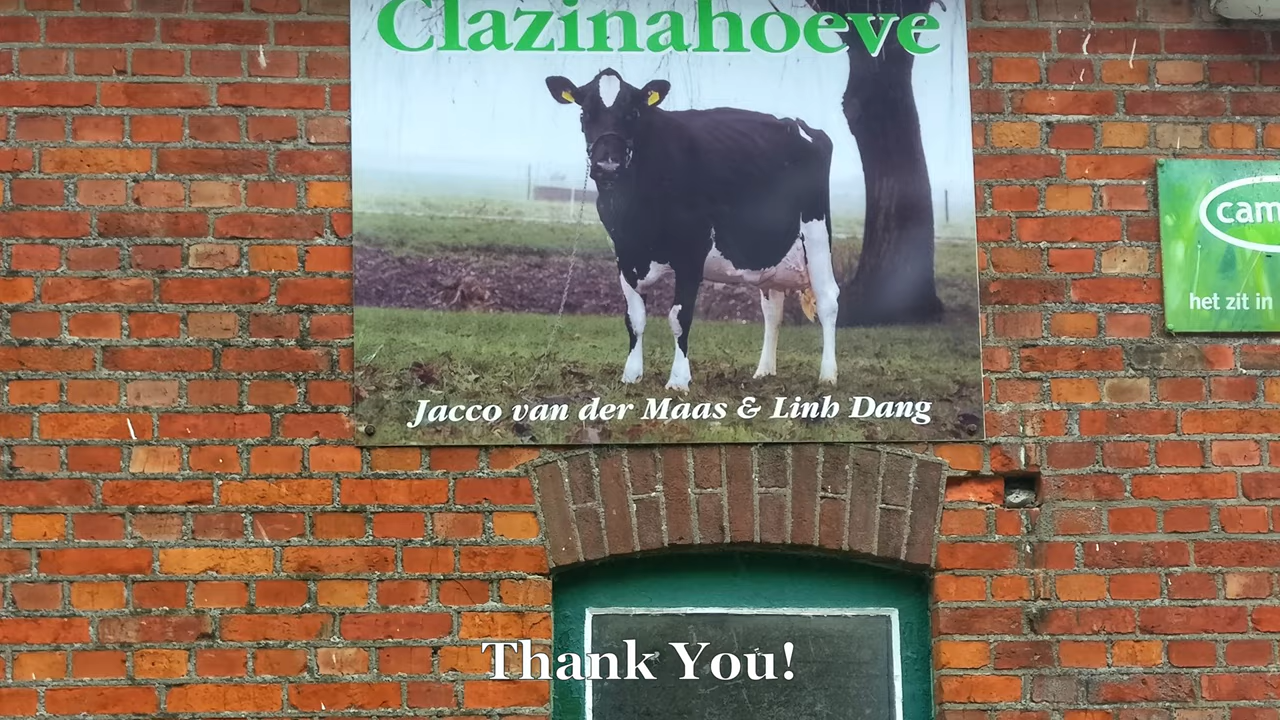 Clazinahoeve
Jacco van der Maas & Linh Dang
het zit in
Thank You!